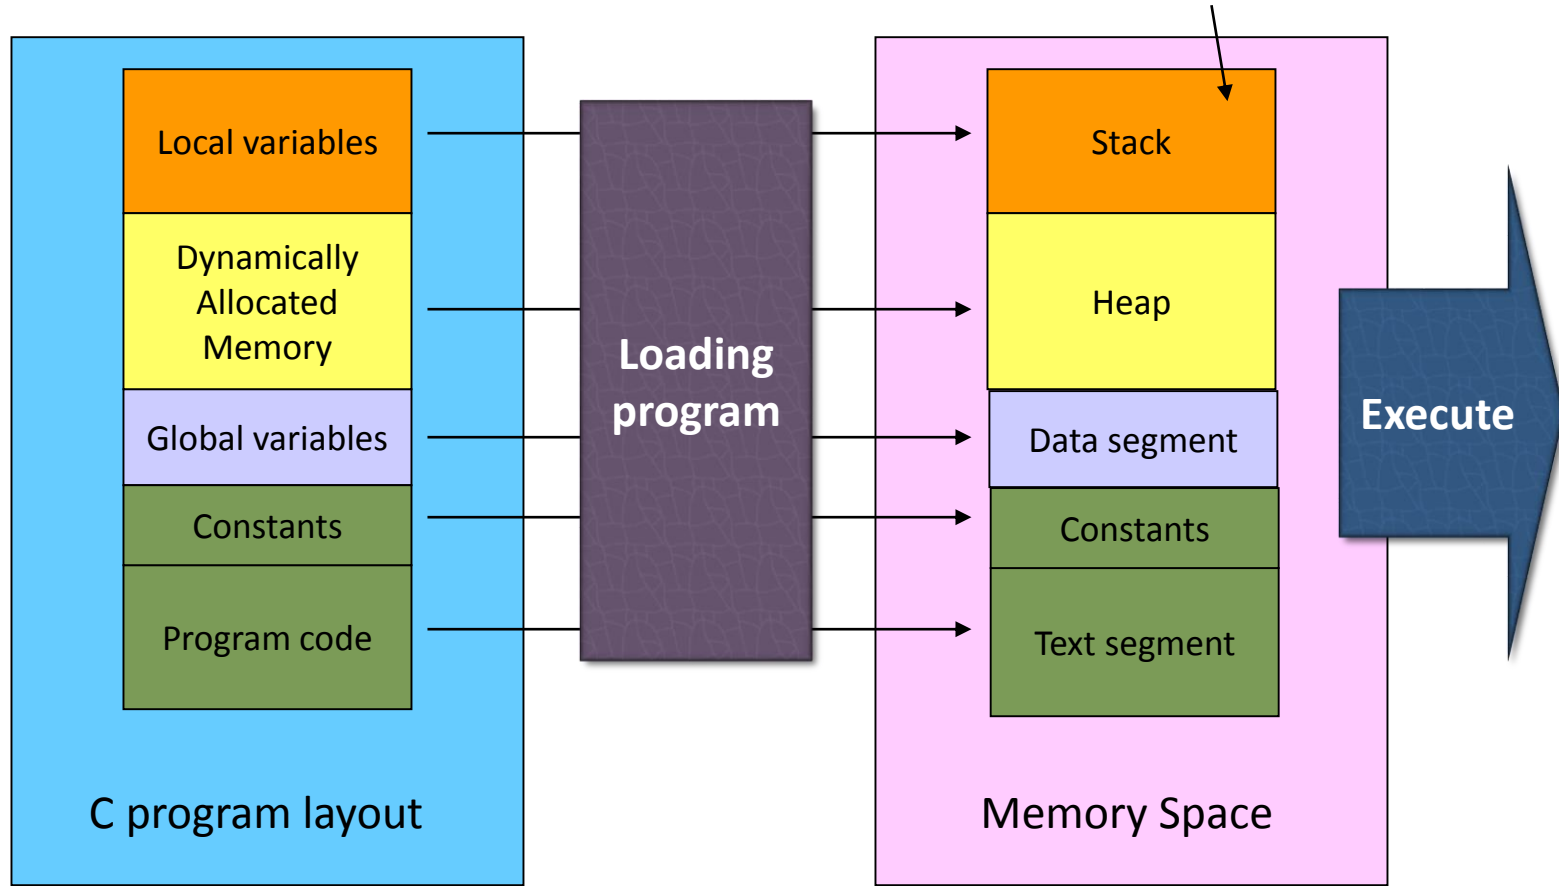 Local variables
Dynamically
Allocated
Memory
Global variables
Constants
Program code
C program layout
Loading
program
Stack
Heap
Data segment
Constants
Text segment
Memory Space
Execute